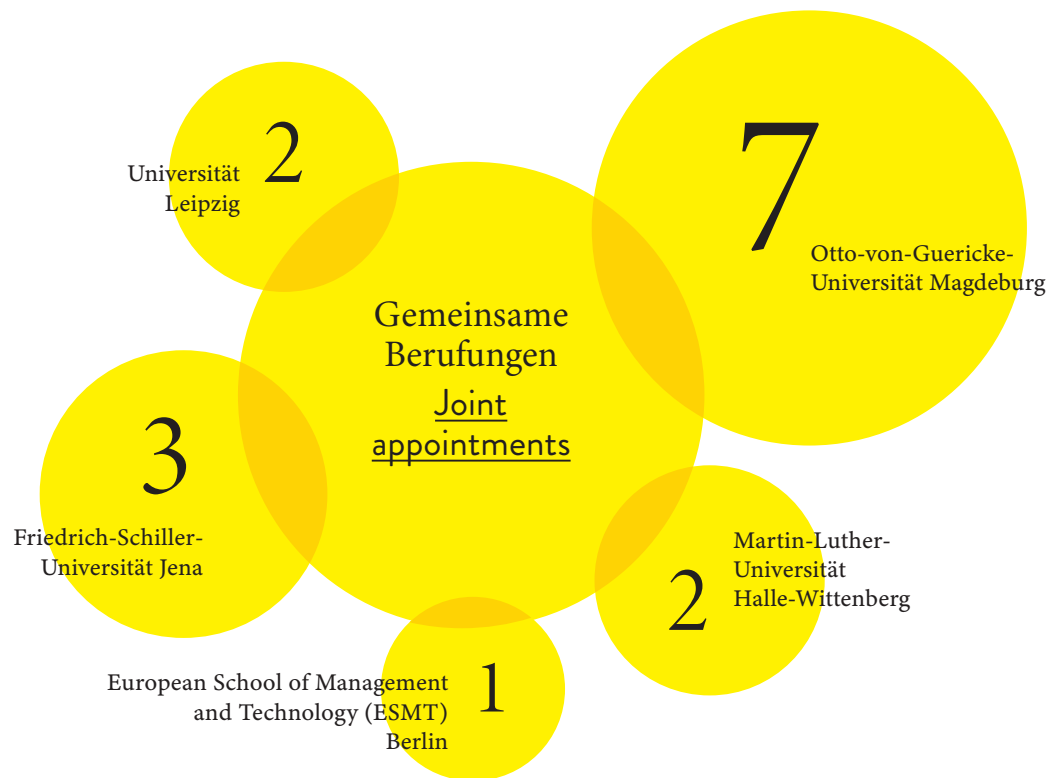 2
Universität
Leipzig
7
Otto-von-Guericke-
Universität Magdeburg
Gemeinsame
Berufungen
Joint
appointments
3
Friedrich-Schiller-
Universität Jena
Martin-Luther-
Universität
Halle-Wittenberg
2
European School of Management
and Technology (ESMT)
Berlin
1